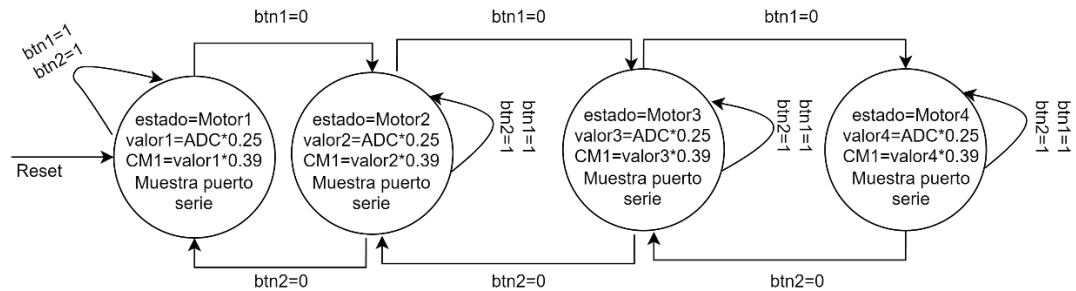 btn1=0
btn1=0
btn1=0
btn1=1
btn2=1
Reset
estado=Motor1
valor1=ADC*0.25
CM1=valor1*0.39
Muestra puerto
serie
estado=Motor2
valor2=ADC*0.25
CM1=valor2*0.39
Muestra puerto
serie
btn1=1
btn2=1
estado=Motor3
valor3=ADC*0.25
CM1=valor3*0.39
Muestra puerto
serie
btn1=1
btn2=1
estado=Motor4
valor4=ADC*0.25
CM1=valor4*0.39
Muestra puerto
serie
btn1=1
btn2=1
btn2=0
btn2=0
btn2=0